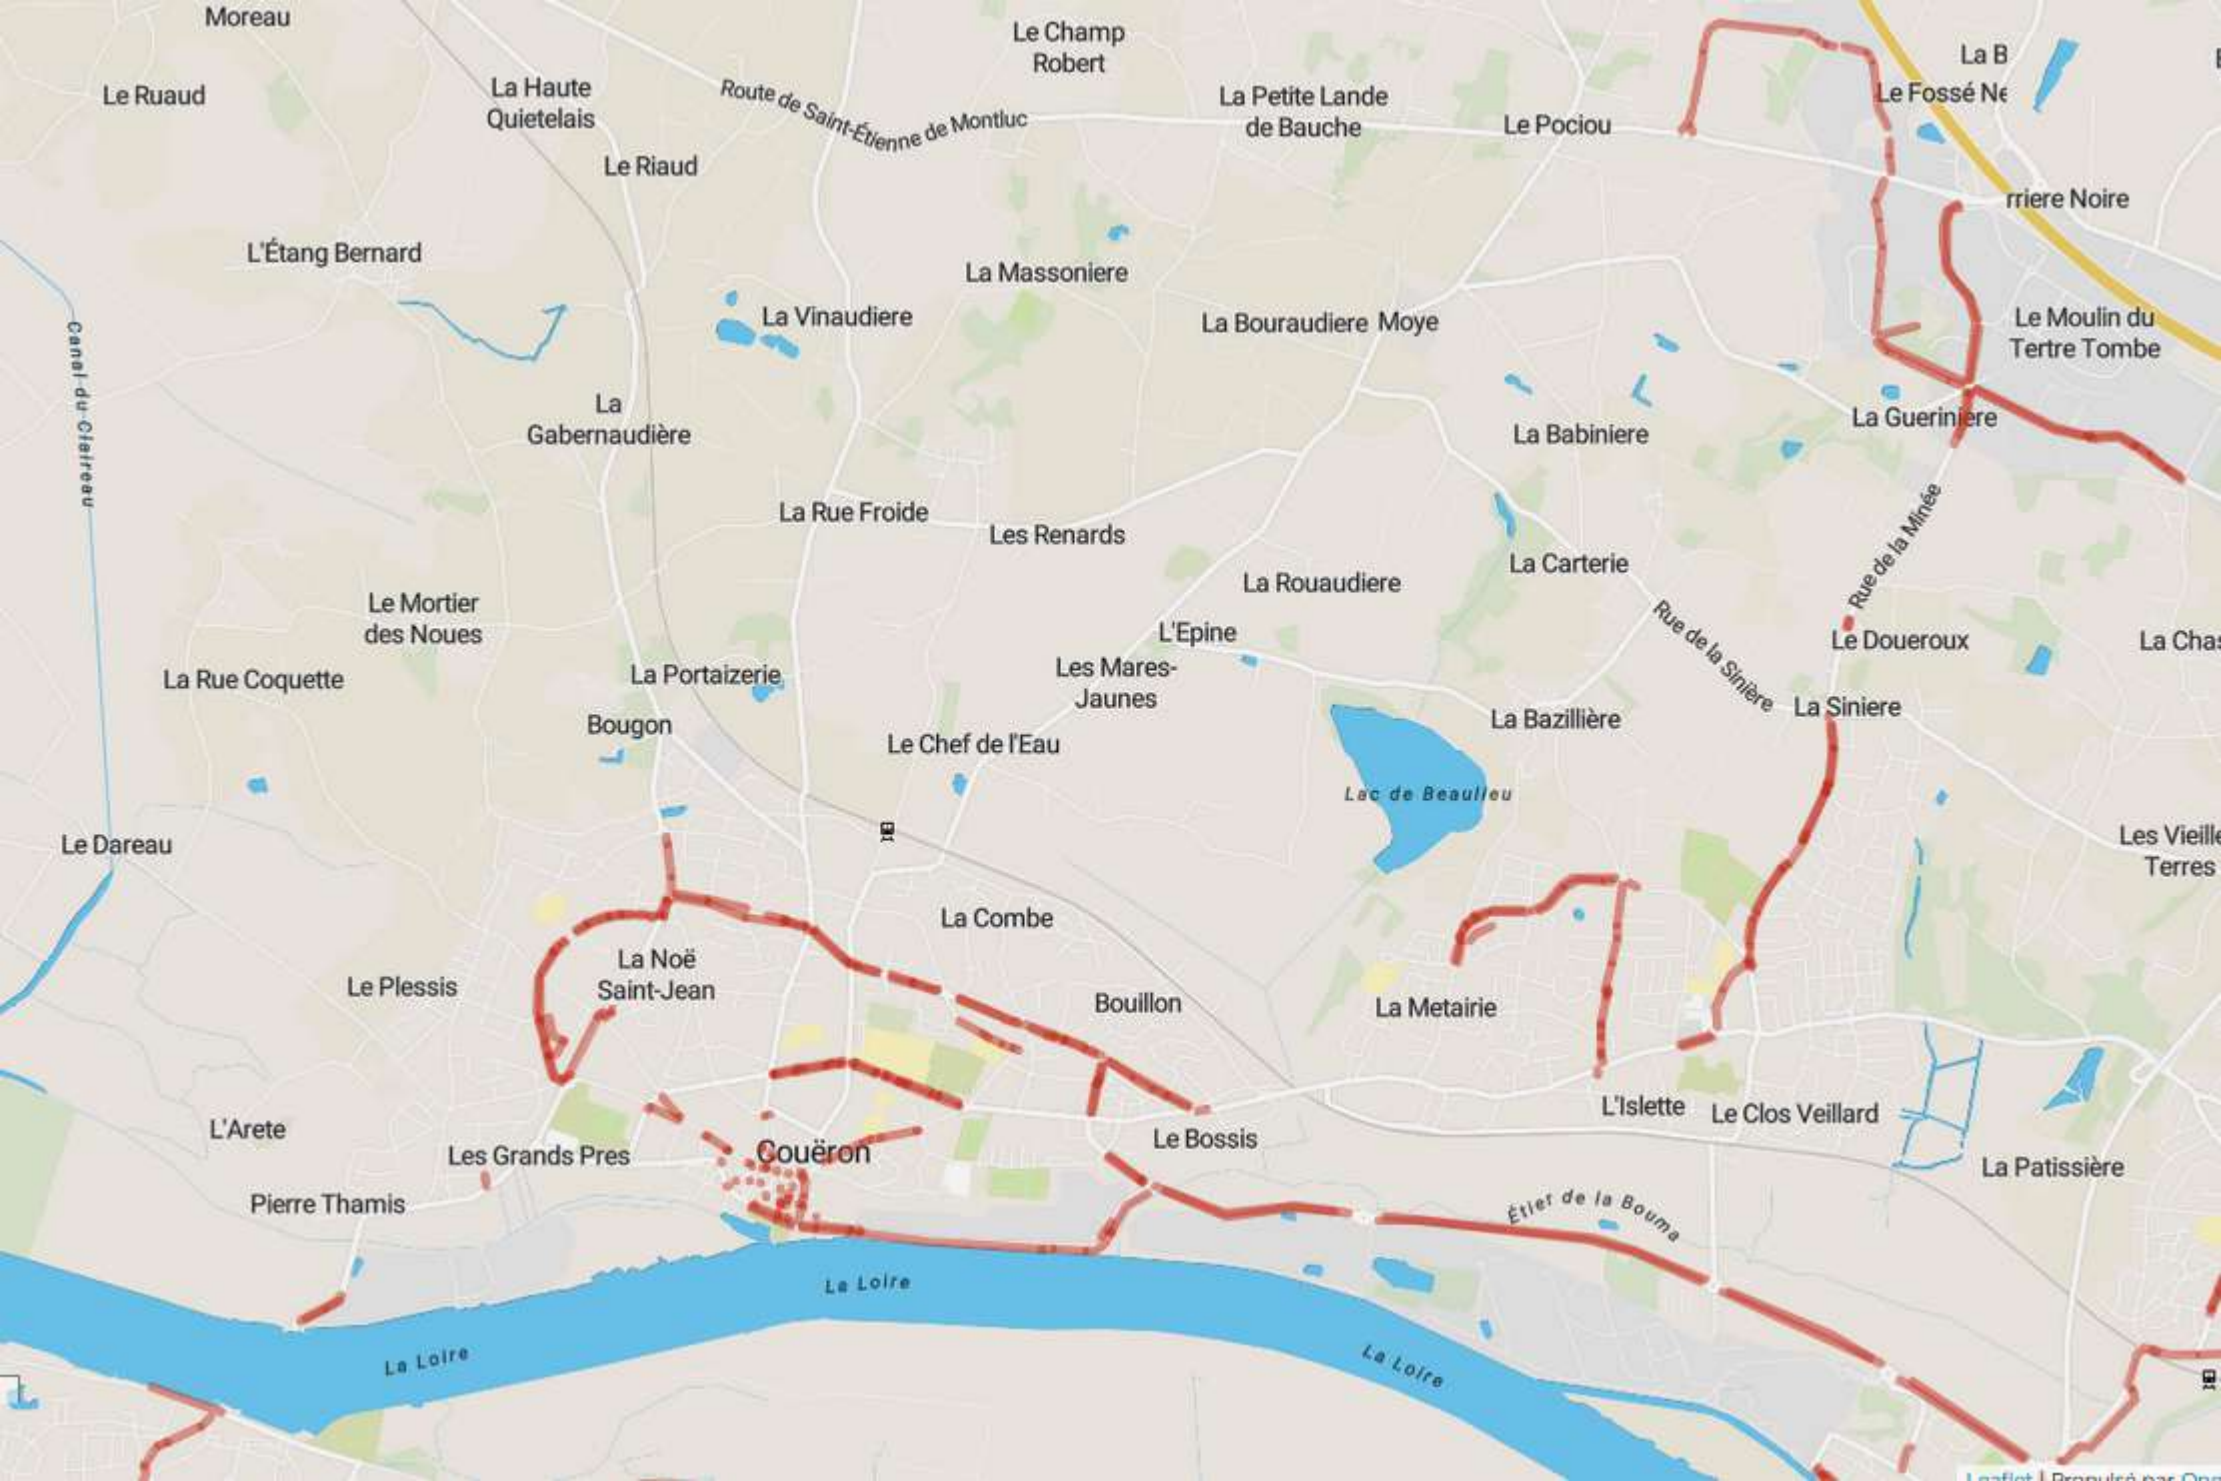 Moreau
Le Champ
Robert
La B
Le Ruaud
La Haute
Quietelais
Route de Saint-Étienne de Montluc
La Petite Lande
de Bauche
Le Pociou
Le Fossé Ne
Le Riaud
rriere Noire
L'Étang Bernard
La Massoniere
La Vinaudiere
La Bouraudiere
Moye
Le Moulin du
Tertre Tombe
Canal du Claireau
La
Gabernaudière
La Babiniere
La Gueriniere
La Rue Froide
Les Renards
Rue de la Minée
La Carterie
La Rouaudiere
Le Mortier
des Noues
L'Epine
Rue de la Sinière
Le Doueroux
La Chas
La Rue Coquette
La Portaizerie
Les Mares-
Jaunes
Bougon
La Bazillière
La Siniere
Le Chef de l'Eau
Lac de Beaulieu
Le Dareau
Les Vieille
Terres
La Combe
La Noë
Saint-Jean
Le Plessis
Bouillon
La Metairie
L'Arete
L'Islette
Le Clos Veillard
Les Grands Pres
Couëron
Le Bossis
La Patissière
Pierre Thamis
Étier de la Bouma
La Loire
La Loire
La Loire
Leaflet | Propulsé par Ope